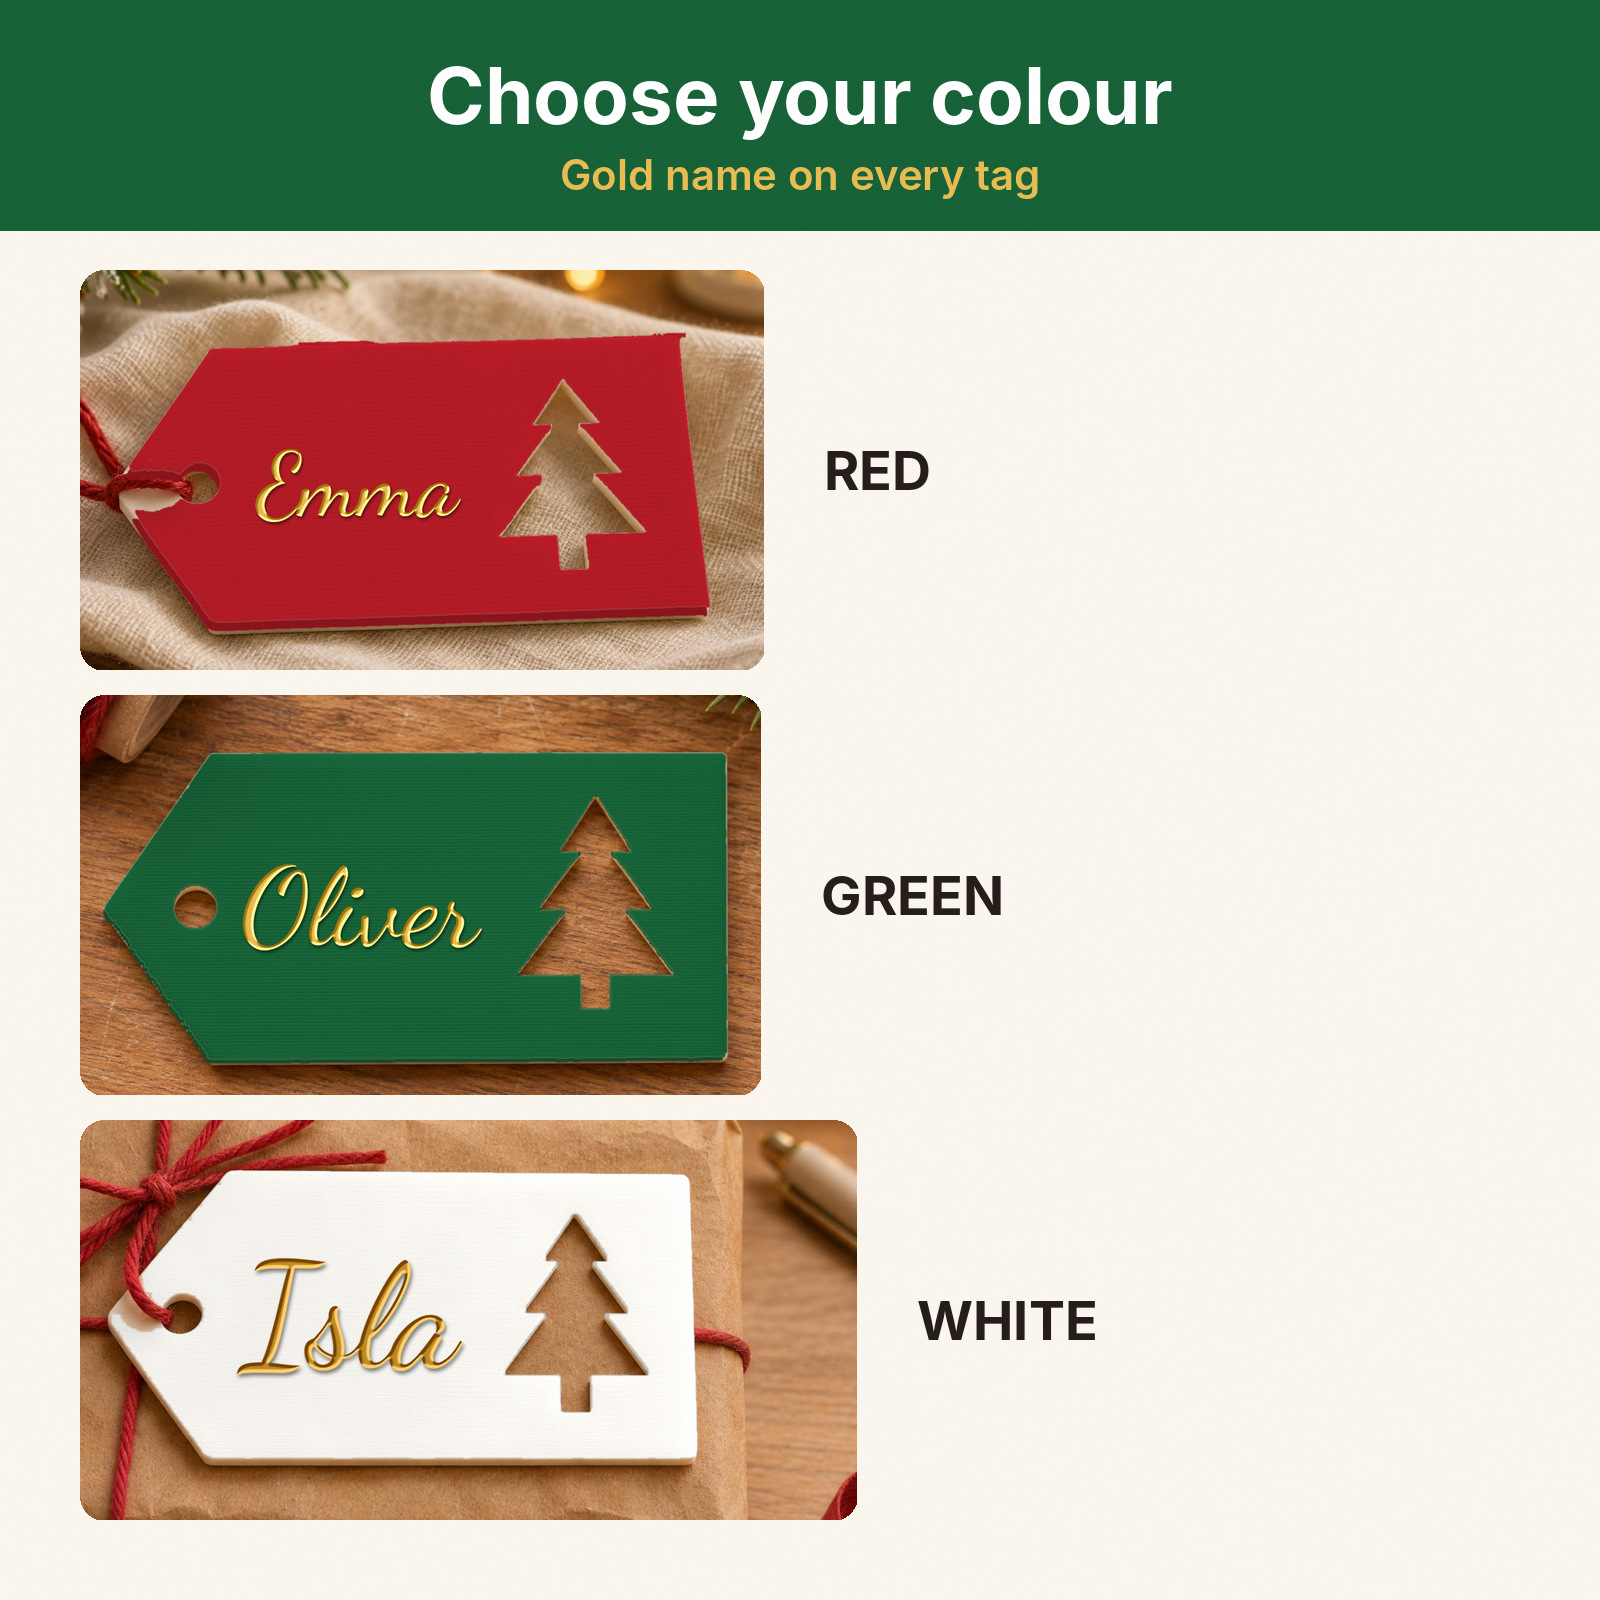 Choose your colour
Gold name on every tag
Emma
RED
Oliver
GREEN
Isla
WHITE